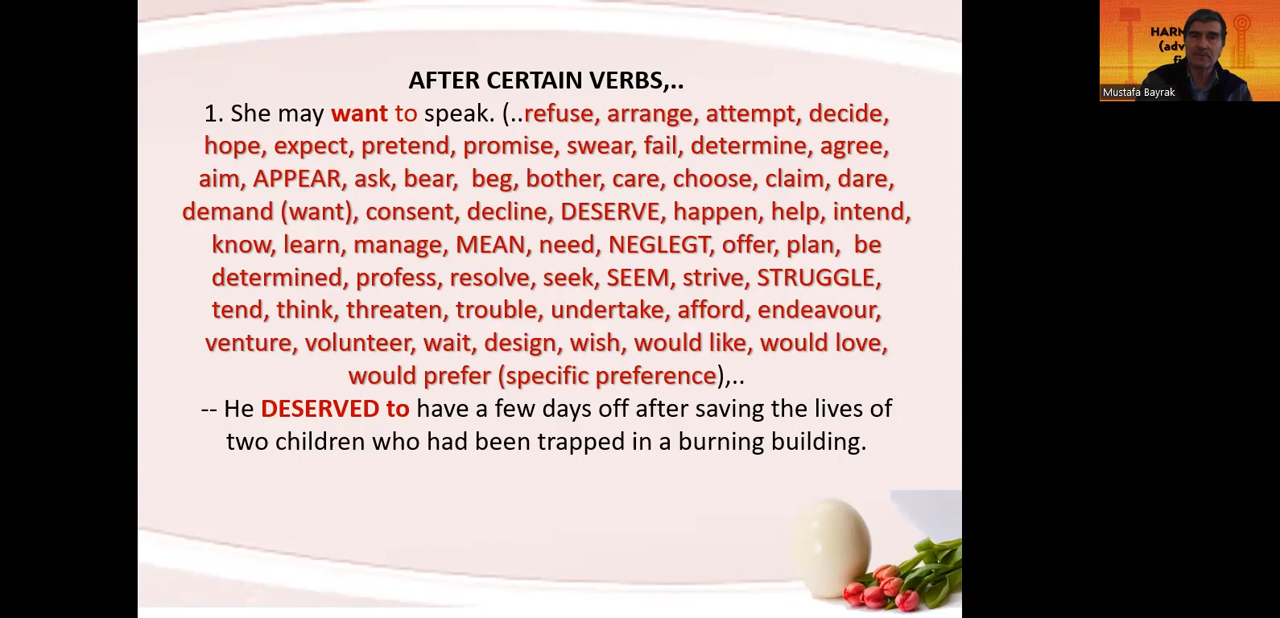 AFTER CERTAIN VERBS,..
1. She may want to speak. (..refuse, arrange, attempt, decide,
hope, expect, pretend, promise, swear, fail, determine, agree,
aim, APPEAR, ask, bear, beg, bother, care, choose, claim, dare,
demand (want), consent, decline, DESERVE, happen, help, intend,
know, learn, manage, MEAN, need, NEGLEGT, offer, plan, be
determined, profess, resolve, seek, SEEM, strive, STRUGGLE,
tend, think, threaten, trouble, undertake, afford, endeavour,
venture, volunteer, wait, design, wish, would like, would love,
would prefer (specific preference),..
-- He DESERVED to have a few days off after saving the lives of
two children who had been trapped in a burning building.
Mustafa Bayrak